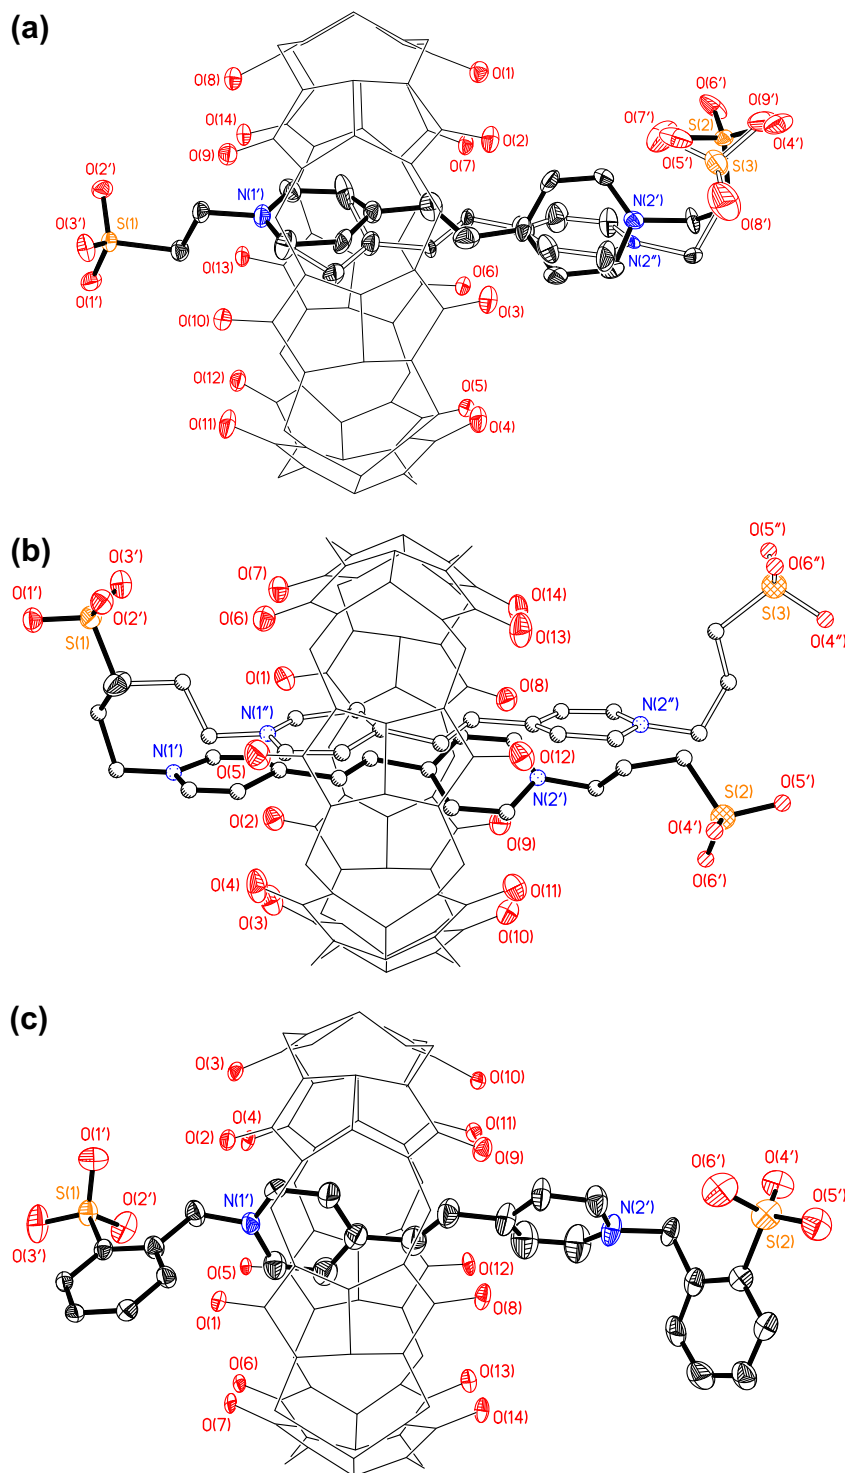 (a)
O(8)
O(1)
O(6′)
O(14)
O(2)
O(7′)
S(2)
O(9′)
O(9)
O(7)
O(5′)
O(4′)
O(2′)
N(1′)
S(3)
N(2′)
O(3′)
S(1)
O(8′)
O(13)
O(6)
N(2″)
O(1′)
O(10)
O(3)
O(12)
O(5)
O(11)
O(4)
(b)
O(5″)
O(3′)
O(7)
O(6″)
O(1′)
O(14)
O(2′)
O(6)
S(3)
S(1)
O(13)
O(4″)
O(1)
O(8)
N(1″)
N(2″)
N(1′)
O(5)
O(12)
N(2′)
O(5′)
S(2)
O(2)
O(9)
O(4′)
O(6′)
O(4)
O(11)
O(3)
O(10)
(c)
O(3)
O(10)
O(1′)
O(4)
O(11)
O(2)
O(9)
O(6′)
O(4′)
S(1)
O(2′)
N(1′)
N(2′)
O(5′)
O(3′)
S(2)
O(5)
O(12)
O(1)
O(8)
O(6)
O(13)
O(7)
O(14)